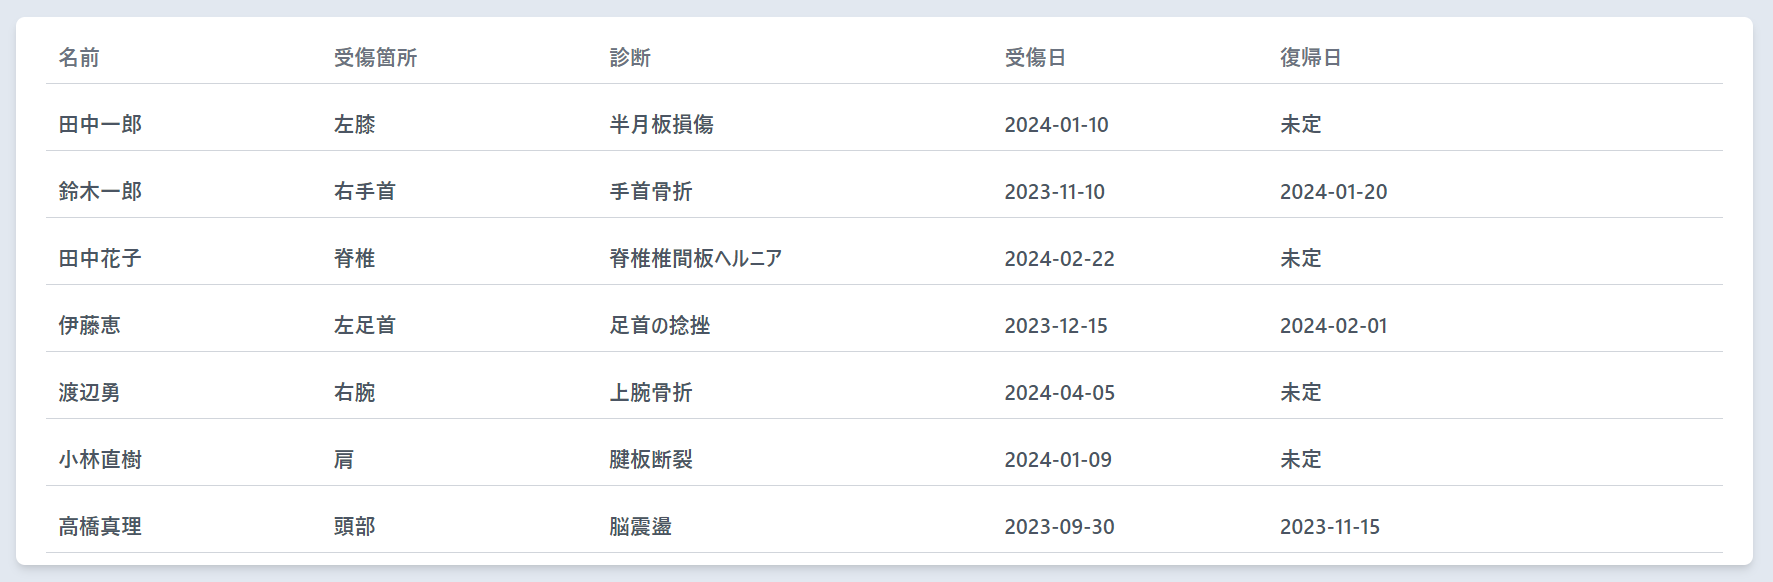 名前 受傷箇所 診断 受傷日 復帰日
田中一郎 左膝 半月板損傷 2024-01-10 未定
鈴木一郎 右手首 手首骨折 2023-11-10 2024-01-20
田中花子 脊椎 脊椎椎間板ヘルニア 2024-02-22 未定
伊藤恵 左足首 足首の捻挫 2023-12-15 2024-02-01
渡辺勇 右腕 上腕骨折 2024-04-05 未定
小林直樹 肩 腱板断裂 2024-01-09 未定
高橋真理 頭部 脳震盪 2023-09-30 2023-11-15